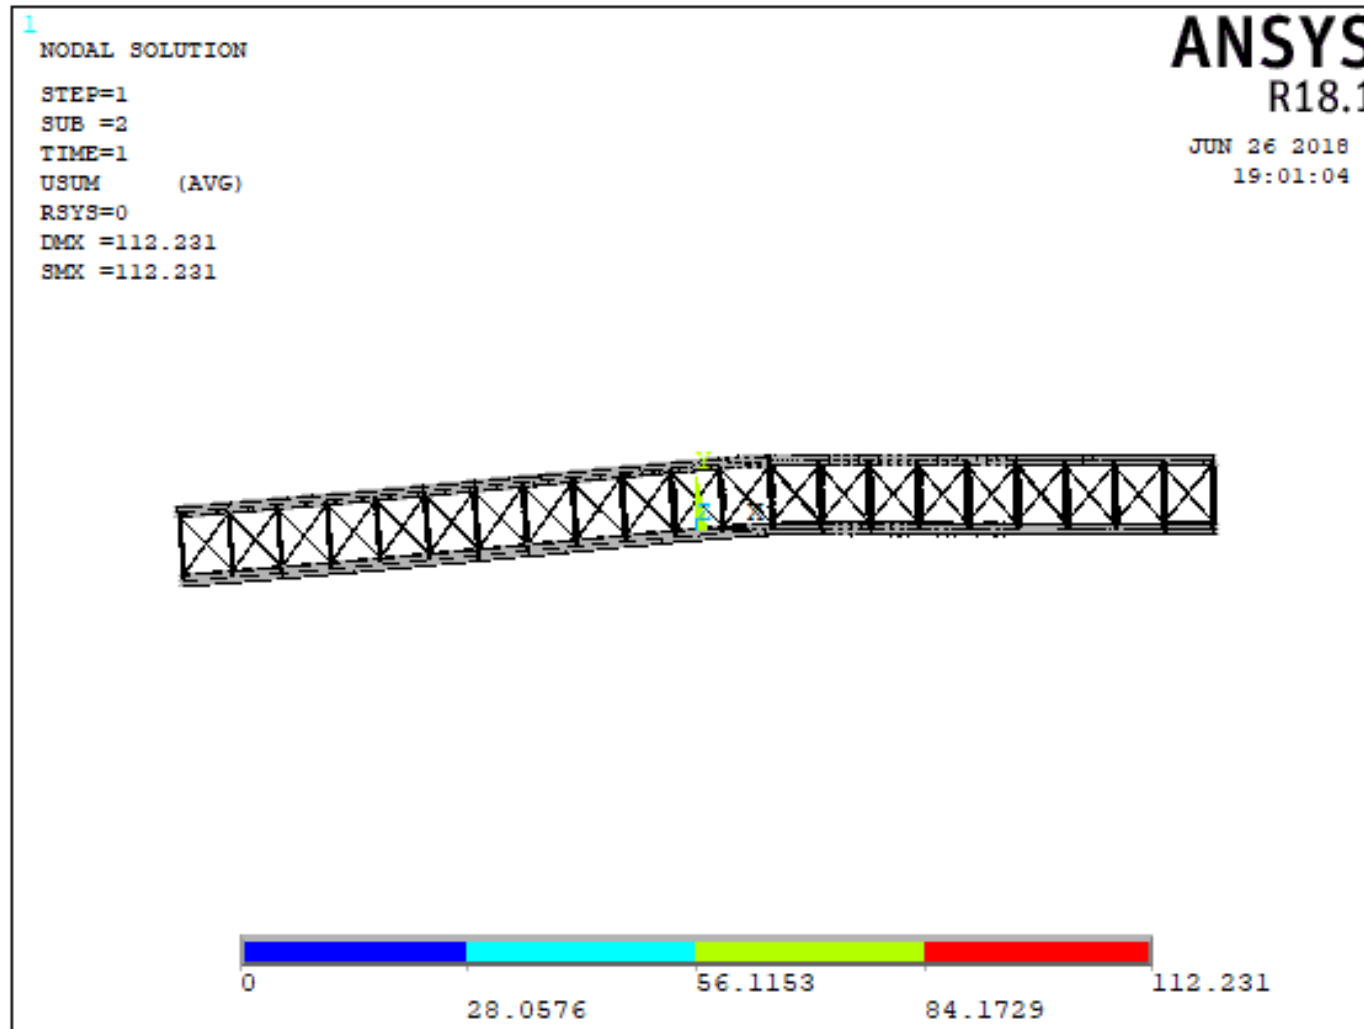 1
NODAL SOLUTION
STEP=1
SUB =2
TIME=1
USUM (AVG)
RSYS=0
DMX =112.231
SMX =112.231
ANSYS
R18.1
JUN 26 2018
19:01:04
Y
Z
X
0
28.0576
56.1153
84.1729
112.231